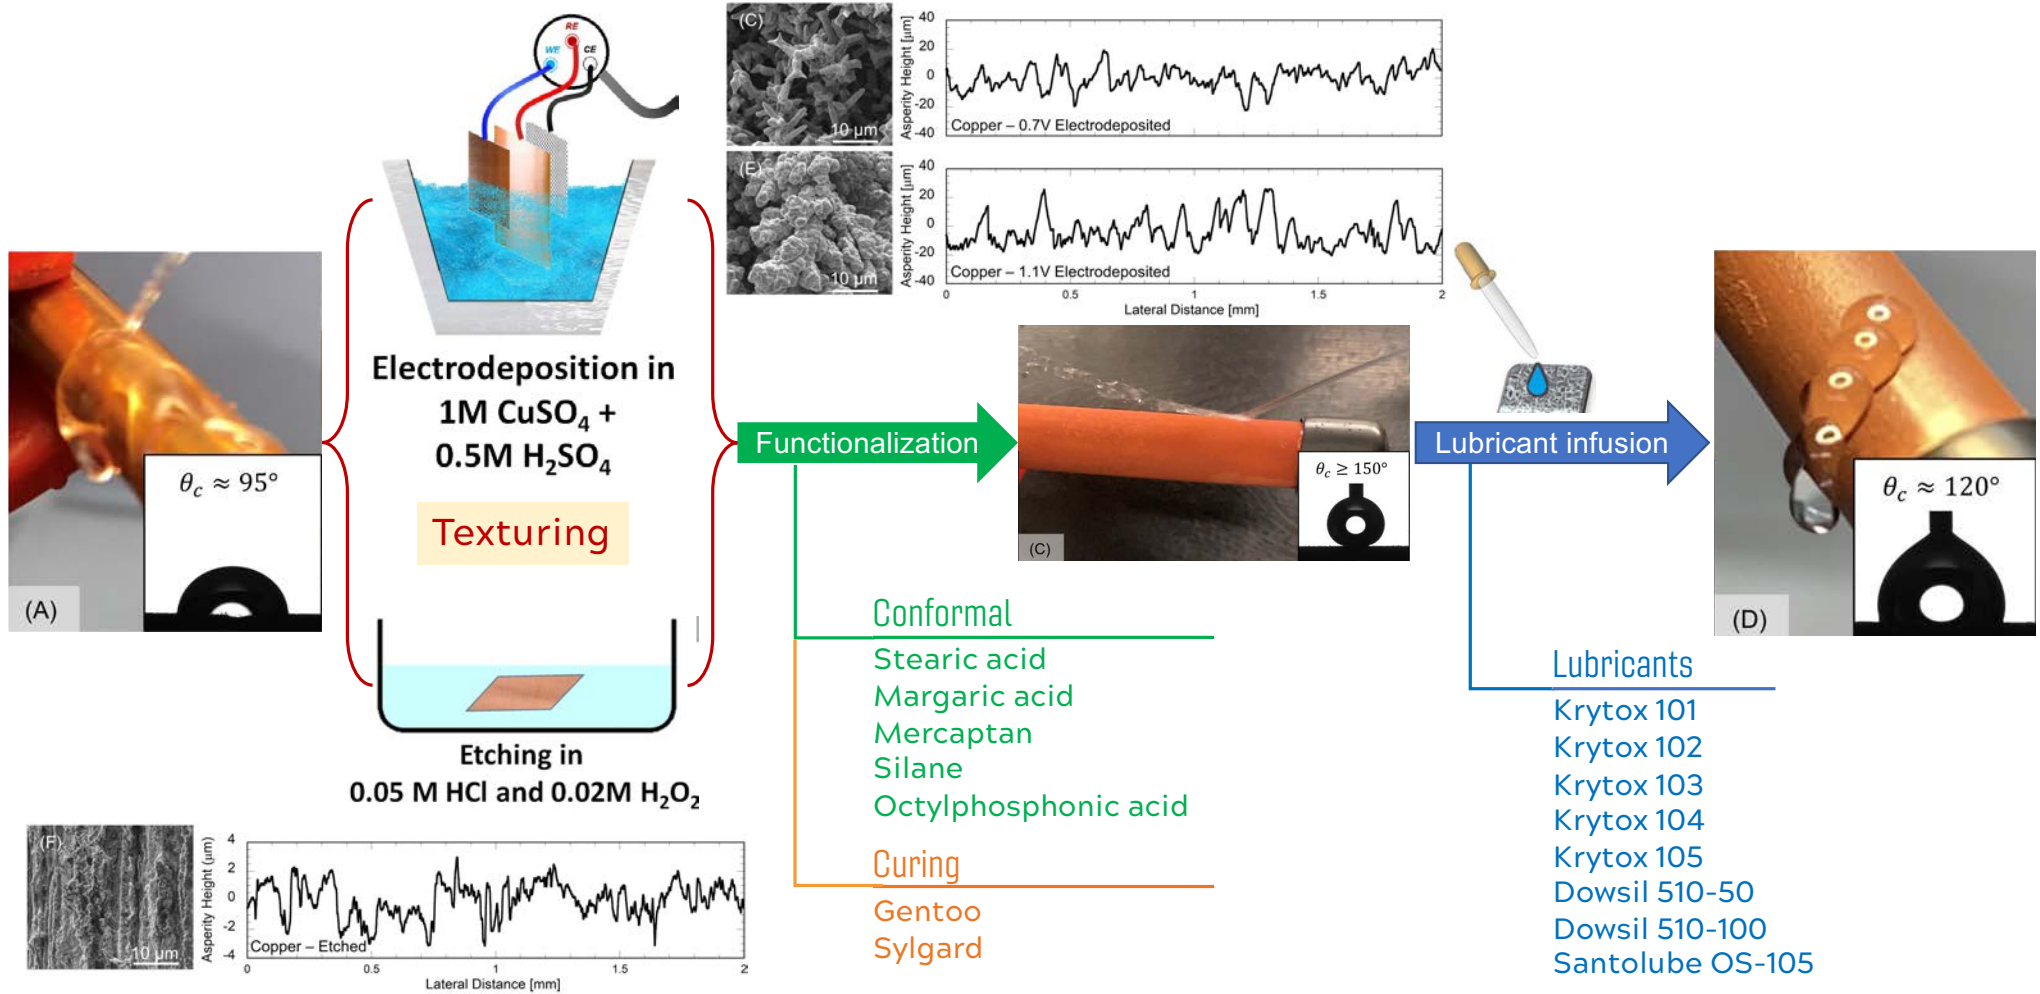 WE
RE
CE
Electrodeposition in
1M CuSO₄ +
0.5M H₂SO₄
Texturing
Etching in
0.05 M HCl and 0.02M H₂O₂
θc ≈ 95°
(A)
(C)
10 µm
Asperity Height [µm]
40
20
0
-20
-40
Copper – 0.7V Electrodeposited
(E)
10 µm
Asperity Height [µm]
40
20
0
-20
-40
Copper – 1.1V Electrodeposited
0
0.5
1
1.5
2
Lateral Distance [mm]
(F)
10 µm
Asperity Height (µm)
4
2
0
-2
-4
Copper – Etched
0
0.5
1
1.5
2
Lateral Distance [mm]
Functionalization
θc ≥ 150°
(C)
Conformal
Stearic acid
Margaric acid
Mercaptan
Silane
Octylphosphonic acid
Curing
Gentoo
Sylgard
Lubricant infusion
θc ≈ 120°
(D)
Lubricants
Krytox 101
Krytox 102
Krytox 103
Krytox 104
Krytox 105
Dowsil 510-50
Dowsil 510-100
Santolube OS-105